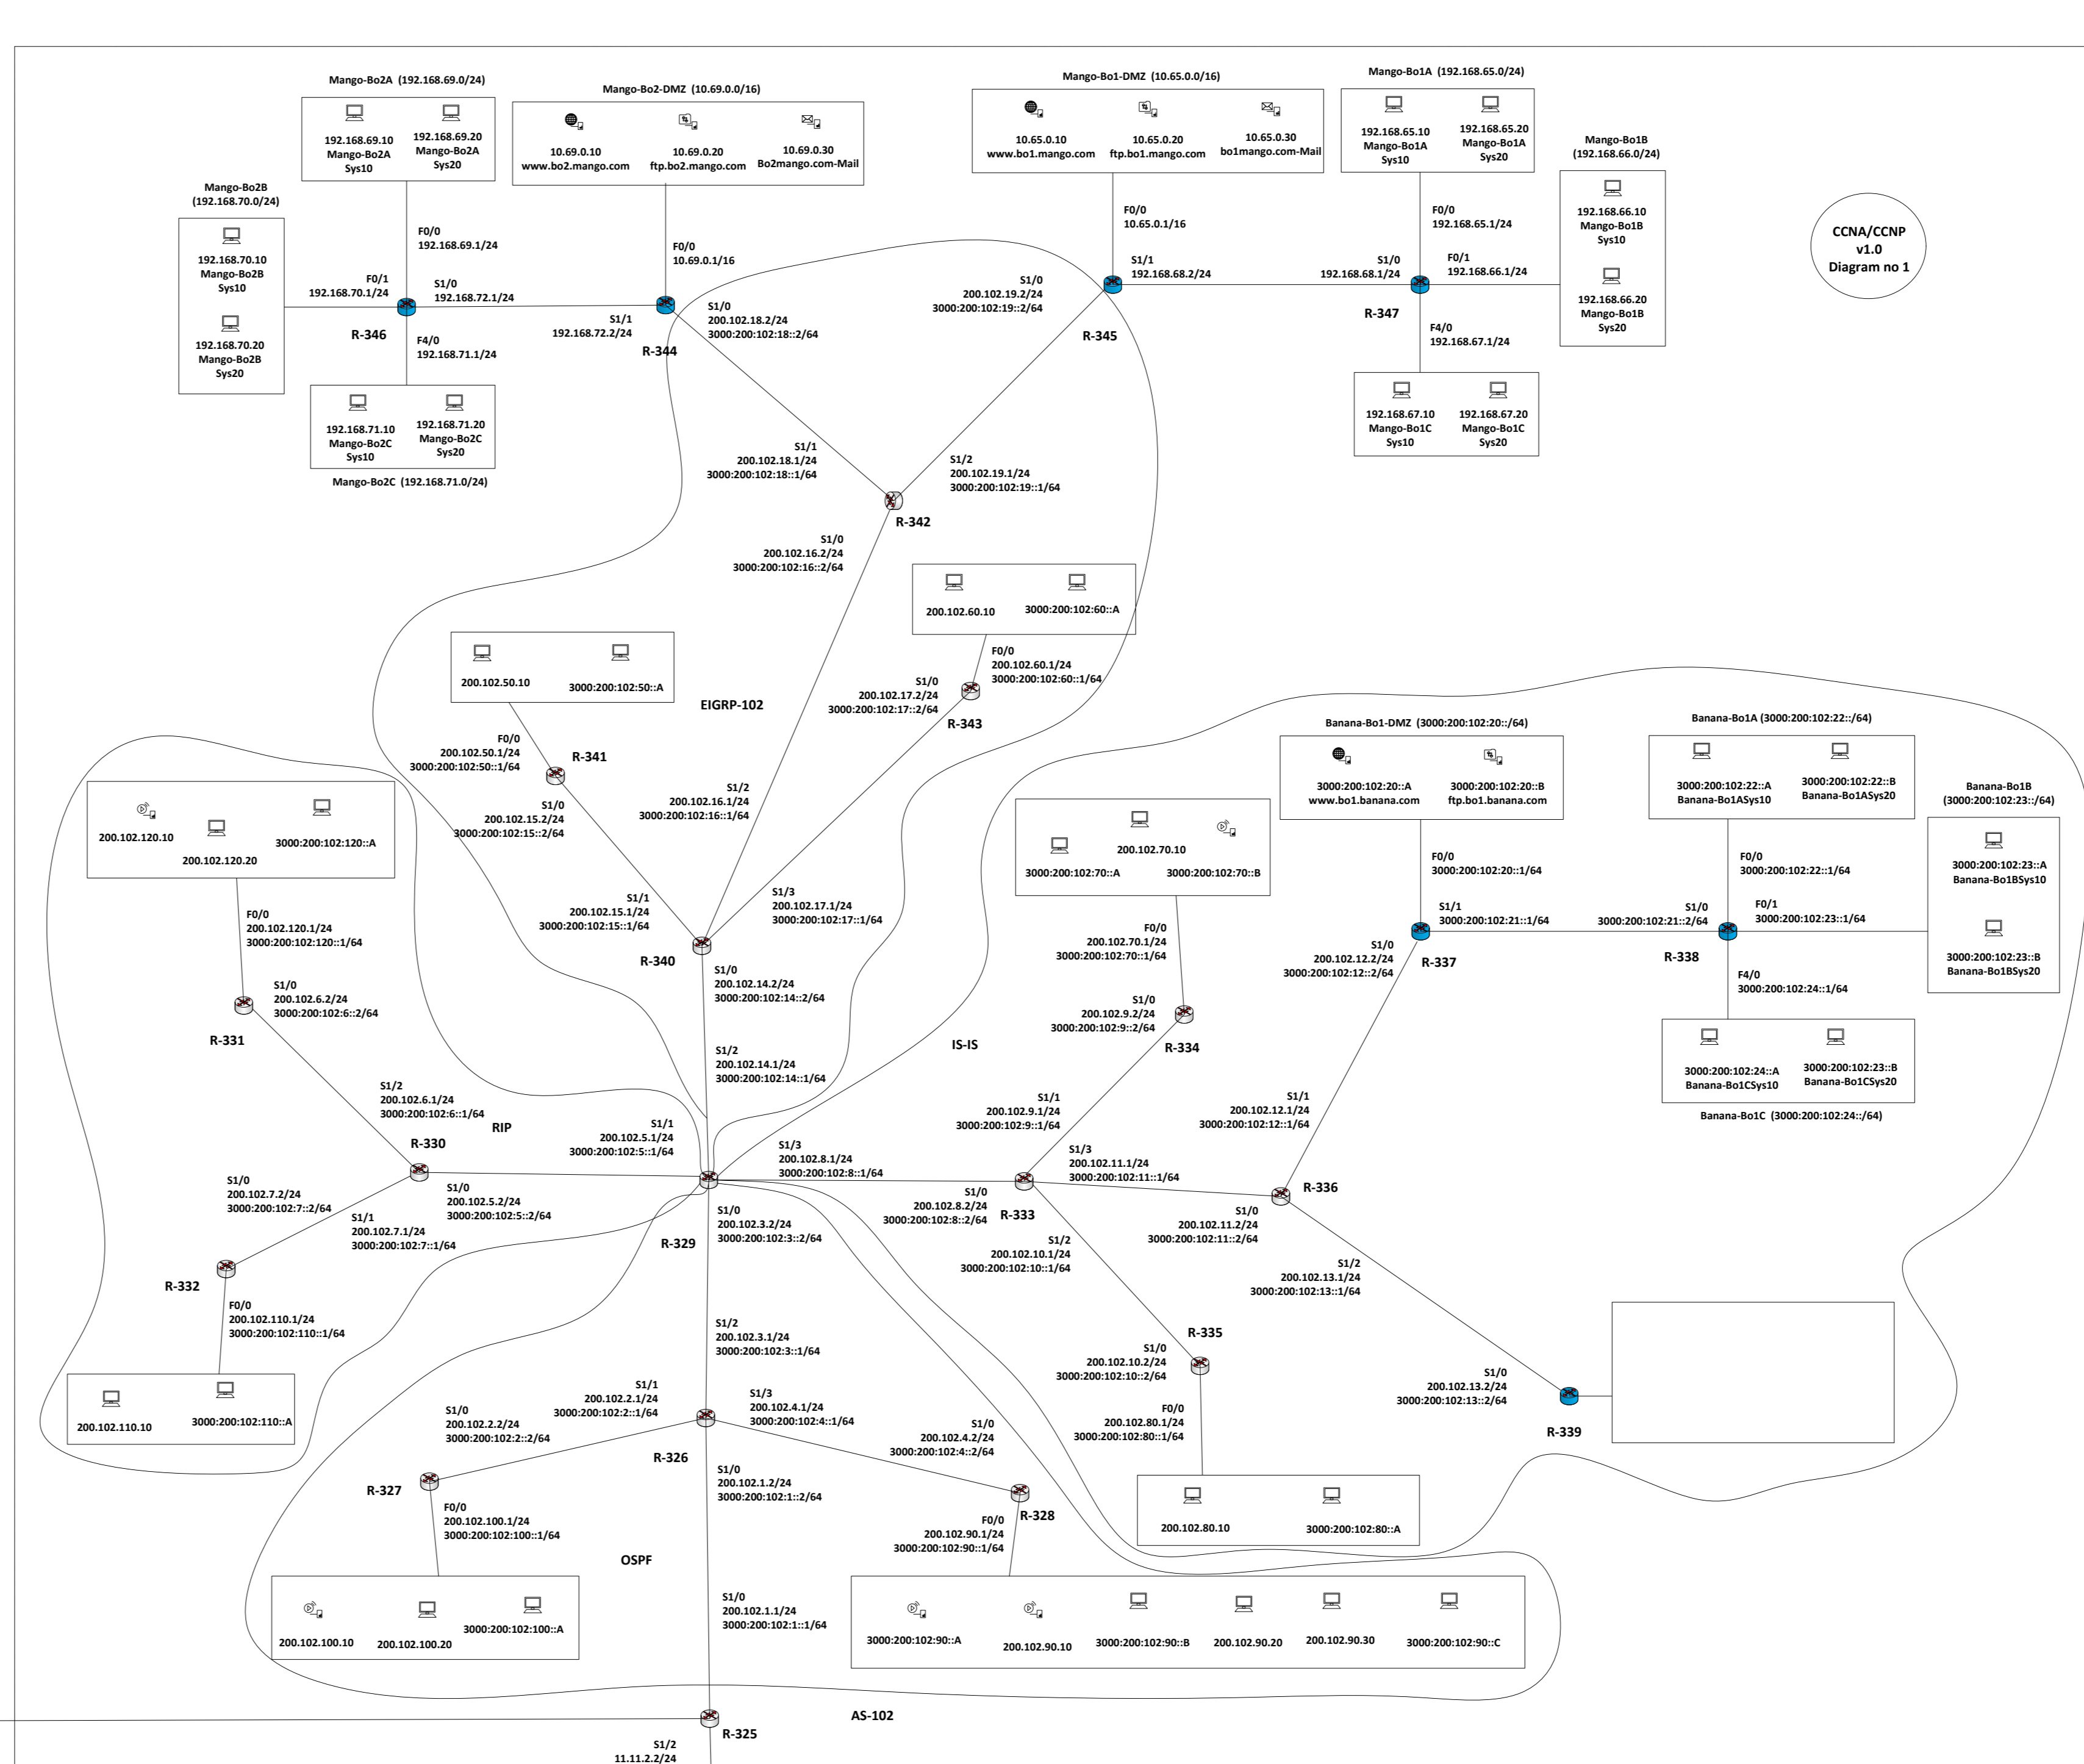 Mango-Bo2A (192.168.69.0/24)
192.168.69.10
Mango-Bo2A
Sys10
192.168.69.20
Mango-Bo2A
Sys20
Mango-Bo2-DMZ (10.69.0.0/16)
10.69.0.10
www.bo2.mango.com
10.69.0.20
ftp.bo2.mango.com
10.69.0.30
Bo2mango.com-Mail
Mango-Bo1-DMZ (10.65.0.0/16)
10.65.0.10
www.bo1.mango.com
10.65.0.20
ftp.bo1.mango.com
10.65.0.30
bo1mango.com-Mail
Mango-Bo1A (192.168.65.0/24)
192.168.65.10
Mango-Bo1A
Sys10
192.168.65.20
Mango-Bo1A
Sys20
Mango-Bo1B
(192.168.66.0/24)
192.168.66.10
Mango-Bo1B
Sys10
192.168.66.20
Mango-Bo1B
Sys20
CCNA/CCNP
v1.0
Diagram no 1
Mango-Bo2B
(192.168.70.0/24)
192.168.70.10
Mango-Bo2B
Sys10
192.168.70.20
Mango-Bo2B
Sys20
F0/0
192.168.69.1/24
F0/1
192.168.70.1/24
S1/0
192.168.72.1/24
R-346
F4/0
192.168.71.1/24
192.168.71.10
Mango-Bo2C
Sys10
192.168.71.20
Mango-Bo2C
Sys20
Mango-Bo2C (192.168.71.0/24)
F0/0
10.69.0.1/16
S1/1
192.168.72.2/24
R-344
S1/0
200.102.18.2/24
3000:200:102:18::2/64
F0/0
10.65.0.1/16
S1/0
200.102.19.2/24
3000:200:102:19::2/64
S1/1
192.168.68.2/24
R-345
F0/0
192.168.65.1/24
S1/0
192.168.68.1/24
F0/1
192.168.66.1/24
R-347
F4/0
192.168.67.1/24
192.168.67.10
Mango-Bo1C
Sys10
192.168.67.20
Mango-Bo1C
Sys20
S1/1
200.102.18.1/24
3000:200:102:18::1/64
S1/2
200.102.19.1/24
3000:200:102:19::1/64
R-342
S1/0
200.102.16.2/24
3000:200:102:16::2/64
200.102.60.10
3000:200:102:60::A
F0/0
200.102.60.1/24
3000:200:102:60::1/64
S1/0
200.102.17.2/24
3000:200:102:17::2/64
R-343
200.102.50.10
3000:200:102:50::A
EIGRP-102
F0/0
200.102.50.1/24
3000:200:102:50::1/64
R-341
S1/0
200.102.15.2/24
3000:200:102:15::2/64
S1/2
200.102.16.1/24
3000:200:102:16::1/64
S1/1
200.102.15.1/24
3000:200:102:15::1/64
S1/3
200.102.17.1/24
3000:200:102:17::1/64
R-340
S1/0
200.102.14.2/24
3000:200:102:14::2/64
S1/2
200.102.14.1/24
3000:200:102:14::1/64
200.102.120.10
200.102.120.20
3000:200:102:120::A
F0/0
200.102.120.1/24
3000:200:102:120::1/64
S1/0
200.102.6.2/24
3000:200:102:6::2/64
R-331
S1/2
200.102.6.1/24
3000:200:102:6::1/64
RIP
R-330
S1/1
200.102.5.1/24
3000:200:102:5::1/64
S1/0
200.102.7.2/24
3000:200:102:7::2/64
S1/0
200.102.5.2/24
3000:200:102:5::2/64
S1/1
200.102.7.1/24
3000:200:102:7::1/64
R-332
F0/0
200.102.110.1/24
3000:200:102:110::1/64
200.102.110.10
3000:200:102:110::A
200.102.70.10
3000:200:102:70::A
3000:200:102:70::B
F0/0
200.102.70.1/24
3000:200:102:70::1/64
S1/0
200.102.9.2/24
3000:200:102:9::2/64
R-334
IS-IS
S1/1
200.102.9.1/24
3000:200:102:9::1/64
S1/3
200.102.8.1/24
3000:200:102:8::1/64
S1/3
200.102.11.1/24
3000:200:102:11::1/64
S1/0
200.102.8.2/24
3000:200:102:8::2/64
R-333
S1/2
200.102.10.1/24
3000:200:102:10::1/64
Banana-Bo1-DMZ (3000:200:102:20::/64)
3000:200:102:20::A
www.bo1.banana.com
3000:200:102:20::B
ftp.bo1.banana.com
F0/0
3000:200:102:20::1/64
S1/1
3000:200:102:21::1/64
S1/0
200.102.12.2/24
3000:200:102:12::2/64
R-337
Banana-Bo1A (3000:200:102:22::/64)
3000:200:102:22::A
Banana-Bo1ASys10
3000:200:102:22::B
Banana-Bo1ASys20
Banana-Bo1B
(3000:200:102:23::/64)
3000:200:102:23::A
Banana-Bo1BSys10
3000:200:102:23::B
Banana-Bo1BSys20
F0/0
3000:200:102:22::1/64
S1/0
3000:200:102:21::2/64
F0/1
3000:200:102:23::1/64
R-338
F4/0
3000:200:102:24::1/64
3000:200:102:24::A
Banana-Bo1CSys10
3000:200:102:23::B
Banana-Bo1CSys20
Banana-Bo1C (3000:200:102:24::/64)
S1/1
200.102.12.1/24
3000:200:102:12::1/64
R-336
S1/0
200.102.11.2/24
3000:200:102:11::2/64
S1/2
200.102.13.1/24
3000:200:102:13::1/64
S1/0
200.102.13.2/24
3000:200:102:13::2/64
R-339
R-335
S1/0
200.102.10.2/24
3000:200:102:10::2/64
F0/0
200.102.80.1/24
3000:200:102:80::1/64
200.102.80.10
3000:200:102:80::A
R-329
S1/0
200.102.3.2/24
3000:200:102:3::2/64
S1/2
200.102.3.1/24
3000:200:102:3::1/64
S1/1
200.102.2.1/24
3000:200:102:2::1/64
S1/3
200.102.4.1/24
3000:200:102:4::1/64
S1/0
200.102.2.2/24
3000:200:102:2::2/64
R-326
S1/0
200.102.4.2/24
3000:200:102:4::2/64
R-327
S1/0
200.102.1.2/24
3000:200:102:1::2/64
R-328
F0/0
200.102.100.1/24
3000:200:102:100::1/64
F0/0
200.102.90.1/24
3000:200:102:90::1/64
OSPF
200.102.100.10
200.102.100.20
3000:200:102:100::A
S1/0
200.102.1.1/24
3000:200:102:1::1/64
3000:200:102:90::A
200.102.90.10
3000:200:102:90::B
200.102.90.20
200.102.90.30
3000:200:102:90::C
AS-102
R-325
S1/2
11.11.2.2/24